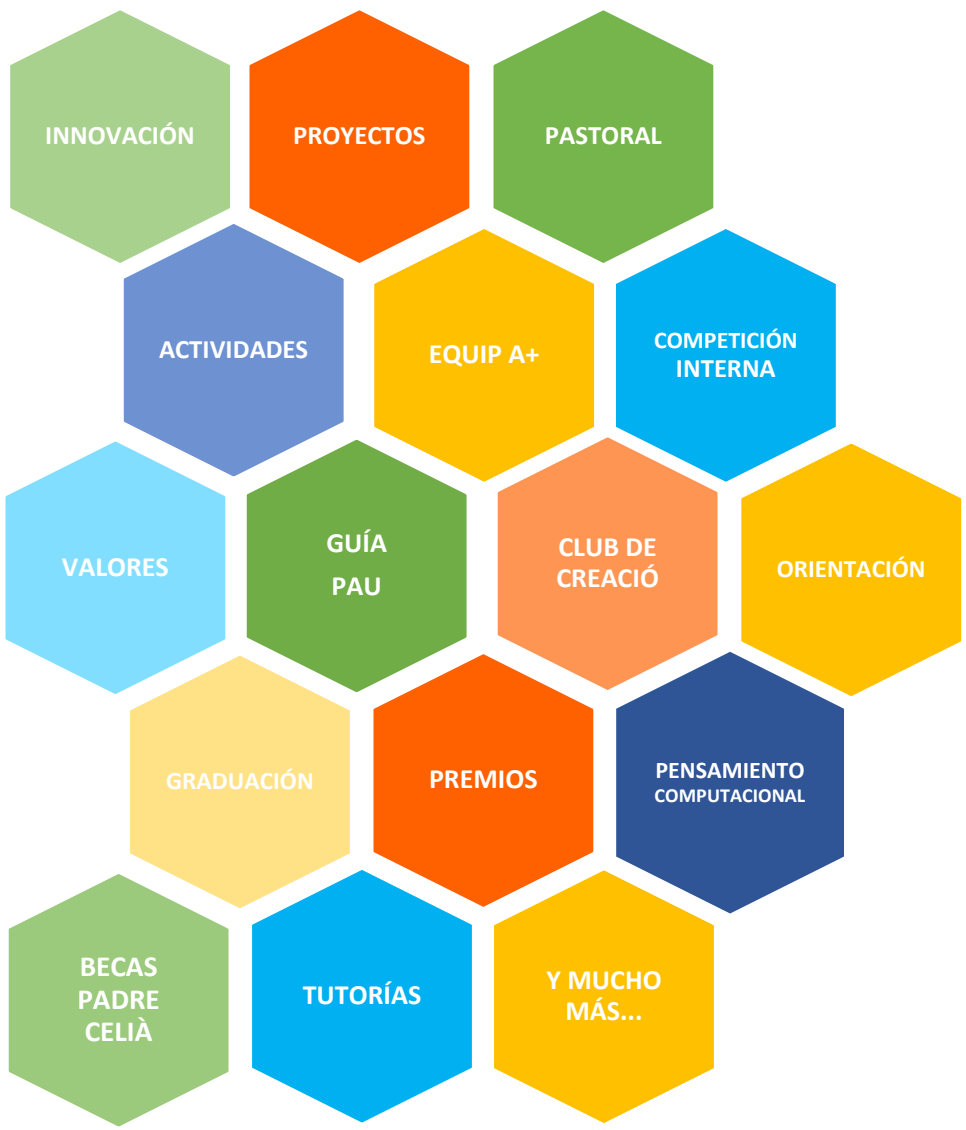 INNOVACIÓN
PROYECTOS
PASTORAL
ACTIVIDADES
EQUIP A+
COMPETICIÓN
INTERNA
VALORES
GUÍA
PAU
CLUB DE
CREACIÓ
ORIENTACIÓN
GRADUACIÓN
PREMIOS
PENSAMIENTO
COMPUTACIONAL
BECAS
PADRE
CELIÀ
TUTORÍAS
Y MUCHO
MÁS...